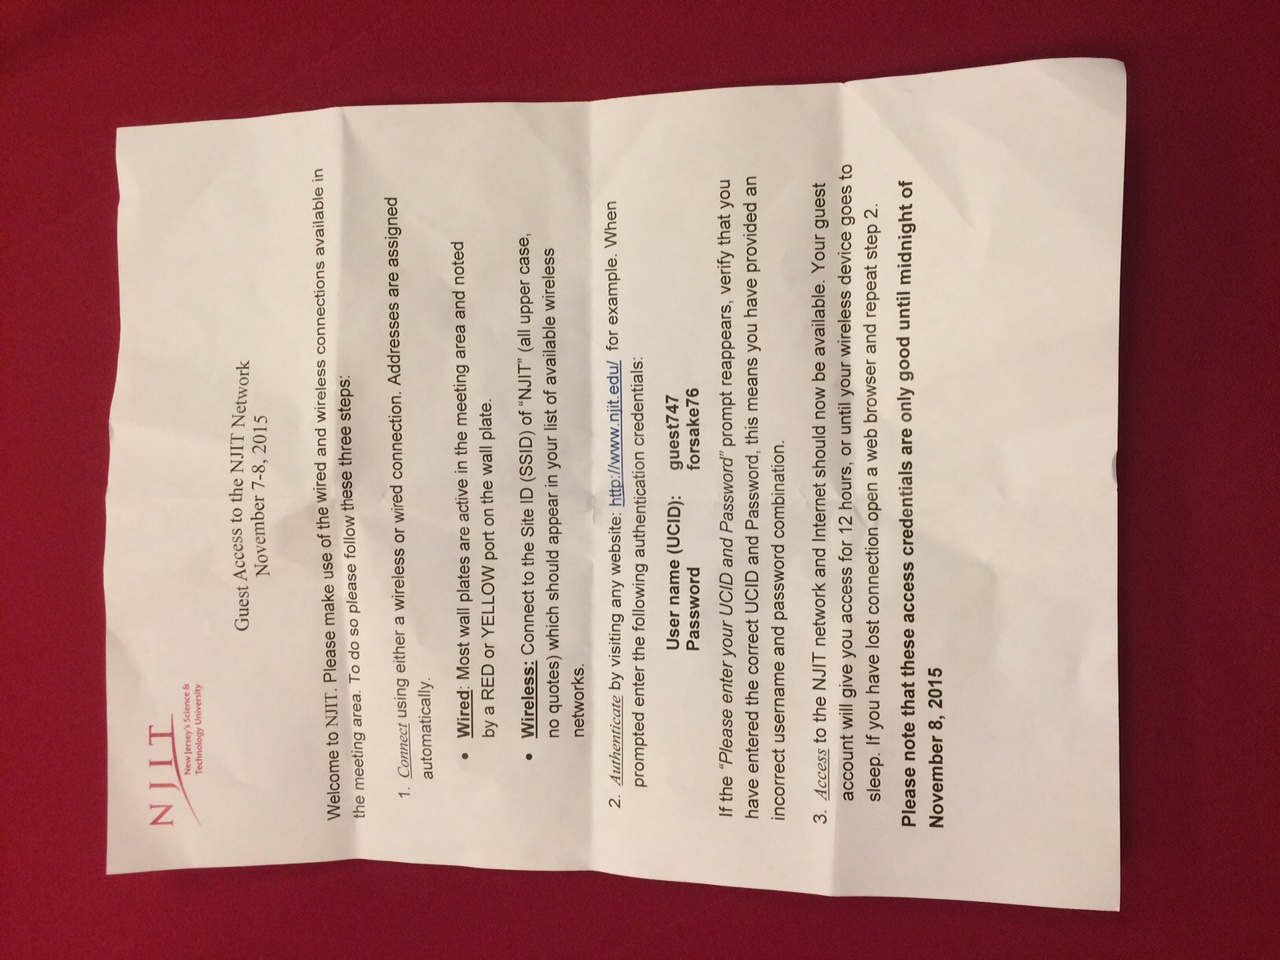 NJIT
New Jersey's Science &
Technology University
Guest Access to the NJIT Network
November 7-8, 2015
Welcome to NJIT. Please make use of the wired and wireless connections available in
the meeting area. To do so please follow these three steps:
1. Connect using either a wireless or wired connection. Addresses are assigned
automatically.
• Wired: Most wall plates are active in the meeting area and noted
by a RED or YELLOW port on the wall plate.
• Wireless: Connect to the Site ID (SSID) of “NJIT” (all upper case,
no quotes) which should appear in your list of available wireless
networks.
2. Authenticate by visiting any website: http://www.njit.edu/ for example. When
prompted enter the following authentication credentials:
User name (UCID): guest747
Password forsake76
If the “Please enter your UCID and Password” prompt reappears, verify that you
have entered the correct UCID and Password, this means you have provided an
incorrect username and password combination.
3. Access to the NJIT network and Internet should now be available. Your guest
account will give you access for 12 hours, or until your wireless device goes to
sleep. If you have lost connection open a web browser and repeat step 2.
Please note that these access credentials are only good until midnight of
November 8, 2015